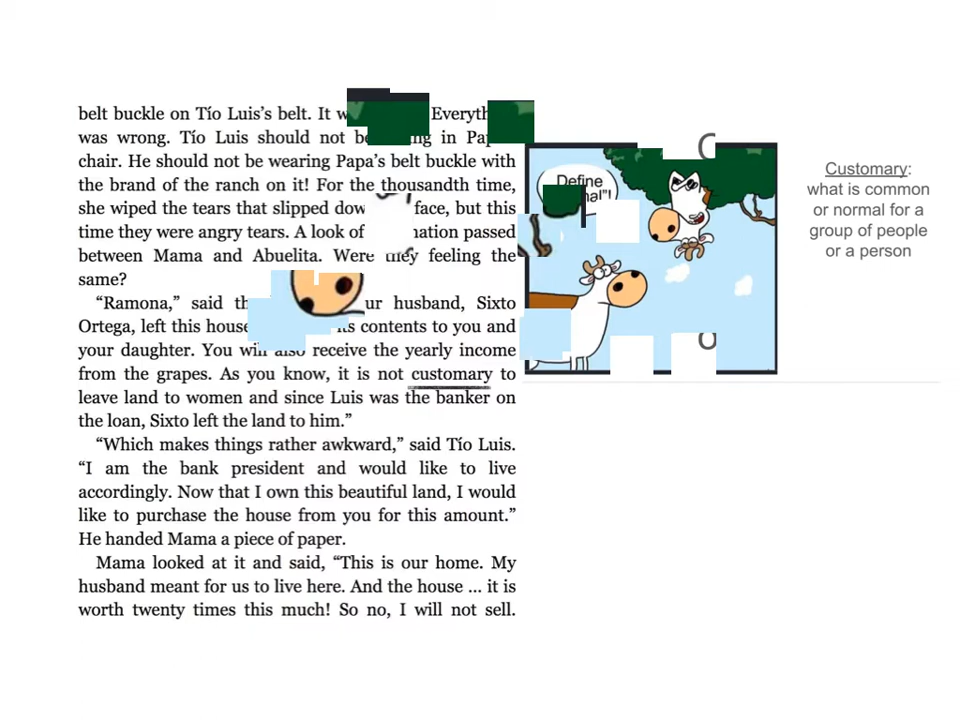 belt buckle on Tío Luis’s belt. It
was wrong. Tío Luis should not in
chair. He should not be wearing Papa’s belt buckle with
the brand of the ranch on it! For the thousandth time,
she wiped the tears that slipped face, but this
time they were angry tears. A look of passed
between Mama and Abuelita. Were they feeling the
same?
“Ramona,” said husband, Sixto
Ortega, left this house contents to you and
your daughter. You will also receive the yearly income
from the grapes. As you know, it is not customary to
leave land to women and since Luis was the banker on
the loan, Sixto left the land to him.”
“Which makes things rather awkward,” said Tío Luis.
“I am the bank president and would like to live
accordingly. Now that I own this beautiful land, I would
like to purchase the house from you for this amount.”
He handed Mama a piece of paper.
Mama looked at it and said, “This is our home. My
husband meant for us to live here. And the house ... it is
worth twenty times this much! So no, I will not sell.
Define
Customary:
what is common
or normal for a
group of people
or a person